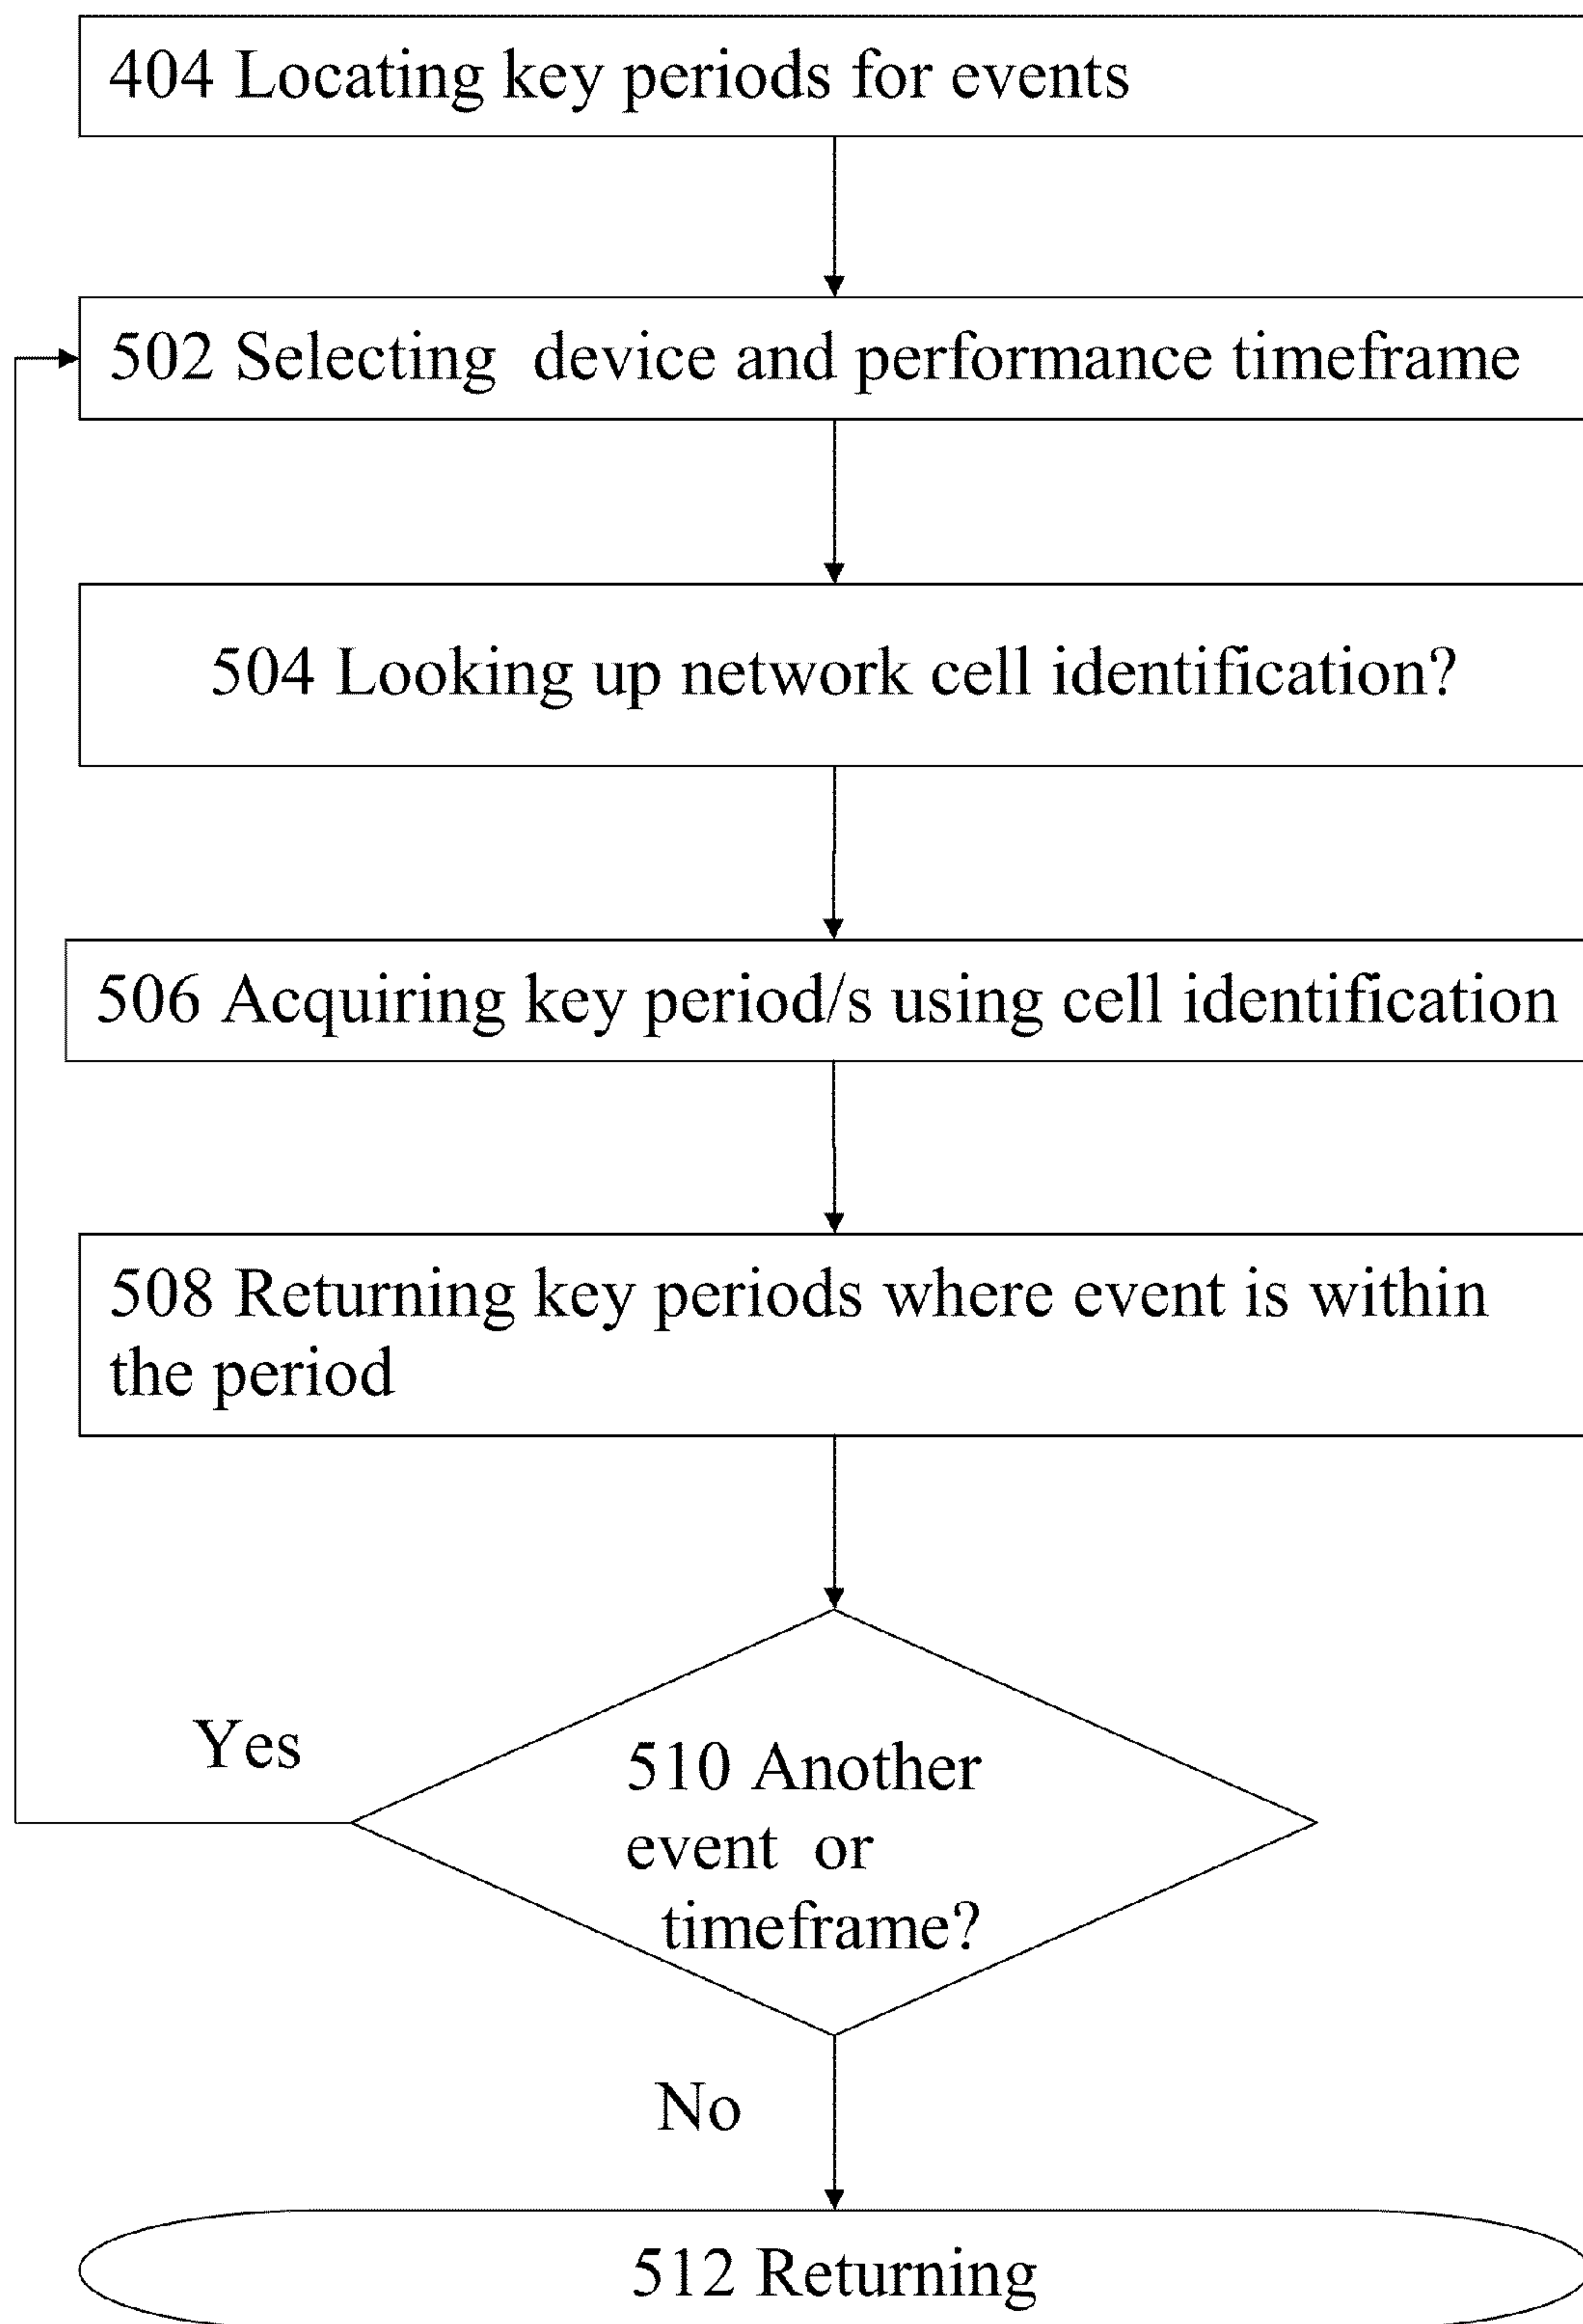 404 Locating key periods for events
502 Selecting  device and performance timeframe
504 Looking up network cell identification?
506 Acquiring key period/s using cell identification
508 Returning key periods where event is within
the period
Yes
510 Another
event  or
timeframe?
No
512 Returning